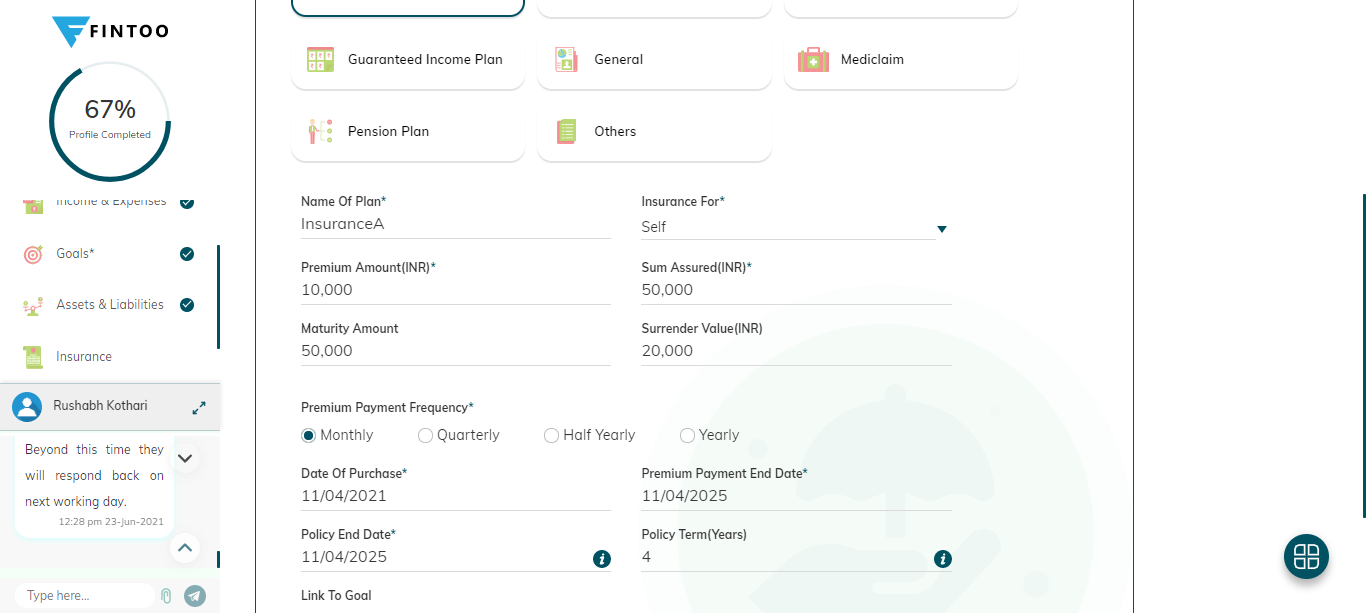 FINTOO
67%
Profile Completed
Income & Expenses
Goals*
Assets & Liabilities
Insurance
Rushabh Kothari
Beyond this time they
will respond back on
next working day.
12:28 pm 23-Jun-2021
Type here...
Guaranteed Income Plan
General
Mediclaim
Pension Plan
Others
Name Of Plan*
InsuranceA
Insurance For*
Self
Premium Amount(INR)*
10,000
Sum Assured(INR)*
50,000
Maturity Amount
50,000
Surrender Value(INR)
20,000
Premium Payment Frequency*
Monthly
Quarterly
Half Yearly
Yearly
Date Of Purchase*
11/04/2021
Premium Payment End Date*
11/04/2025
Policy End Date*
11/04/2025
Policy Term(Years)
4
Link To Goal